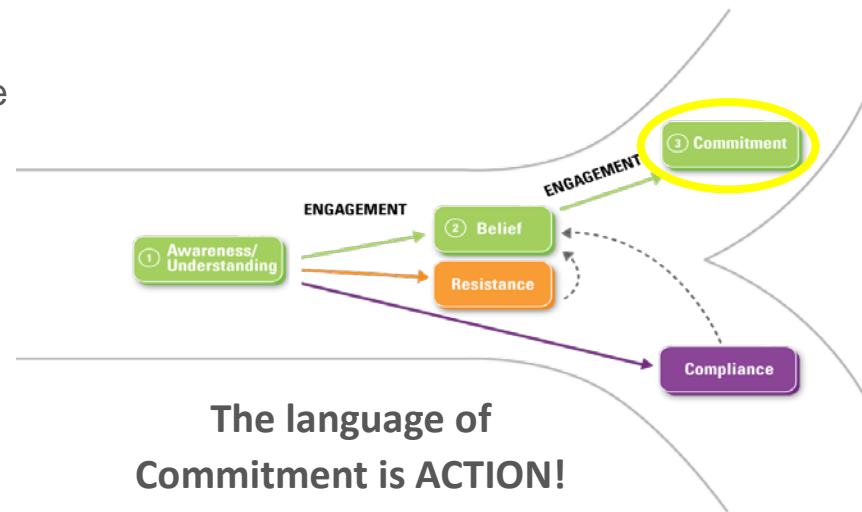 e
③ Commitment
ENGAGEMENT
ENGAGEMENT
② Belief
① Awareness/
Understanding
Resistance
Compliance
The language of
Commitment is ACTION!